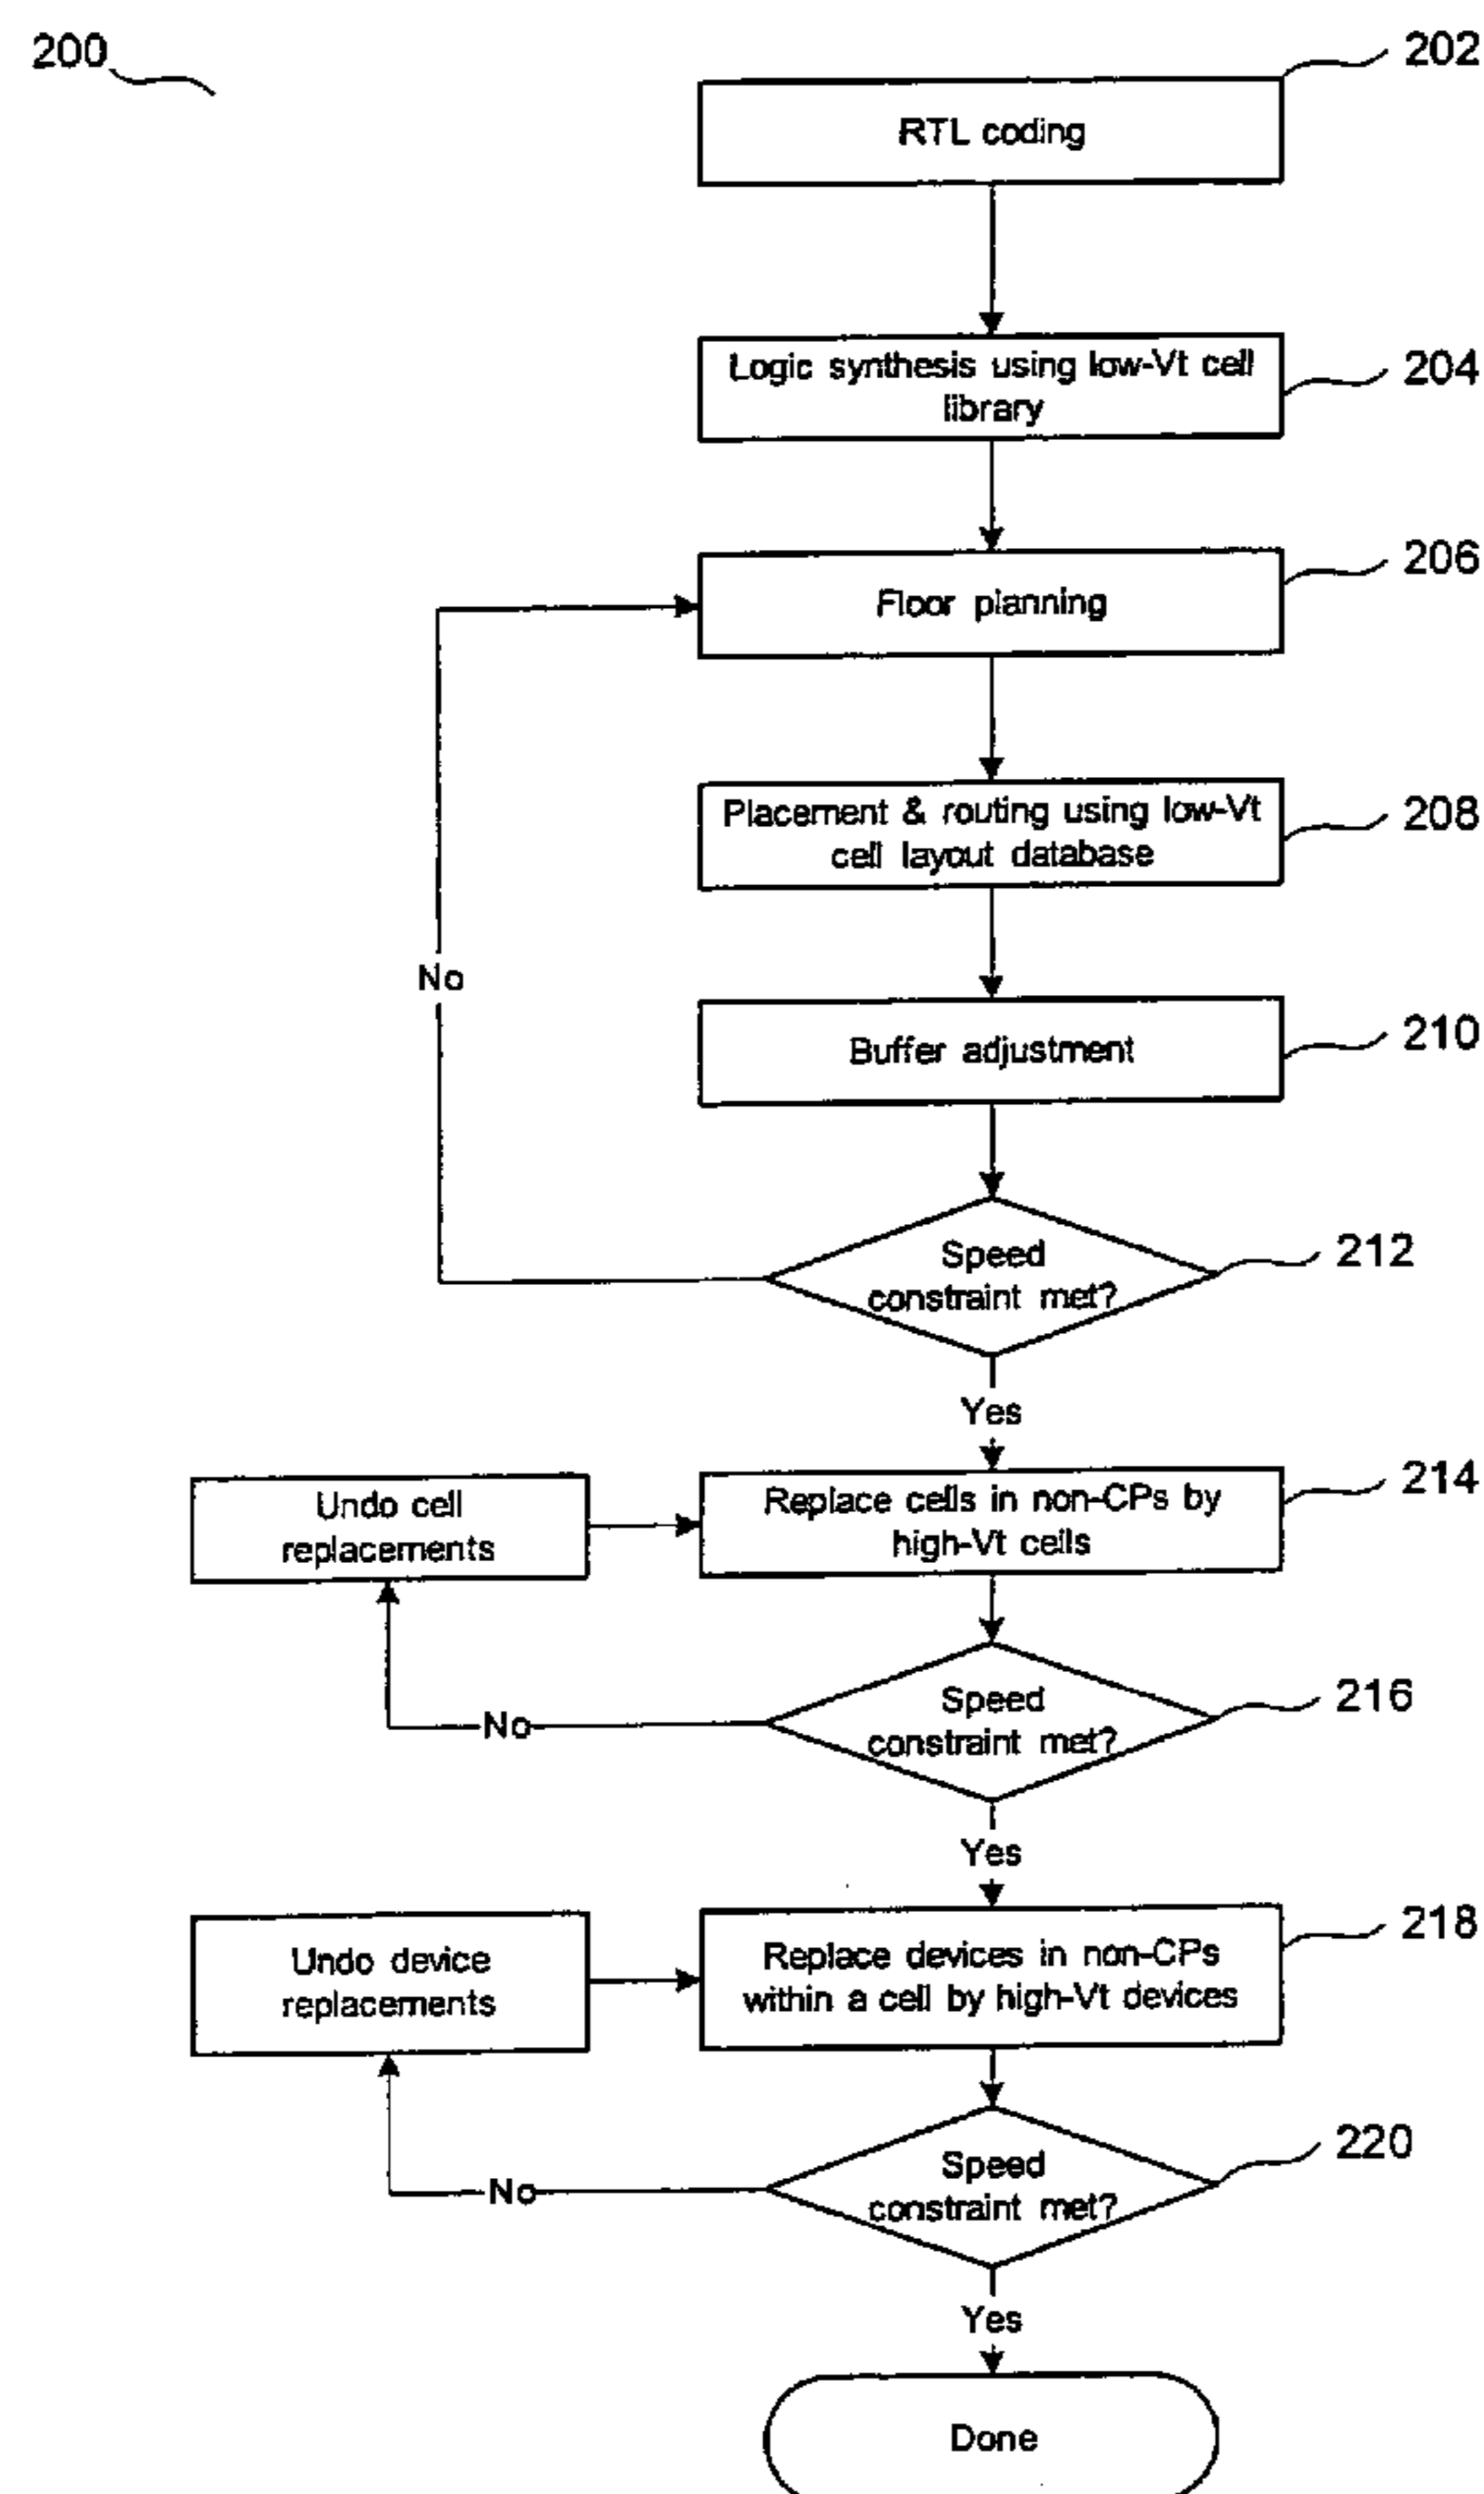 200
202
RTL coding
Logic synthesis using low-Vt cell
library
204
206
Floor planning
Placement & routing using low-Vt
cell layout database
208
No
210
Buffer adjustment
Speed
constraint met?
212
Yes
Undo cell
replacements
Replace cells in non-CPs by
high-Vt cells
214
Speed
constraint met?
216
No
Yes
Undo device
replacements
Replace devices in non-CPs
within a cell by high-Vt devices
218
Speed
constraint met?
220
No
Yes
Done